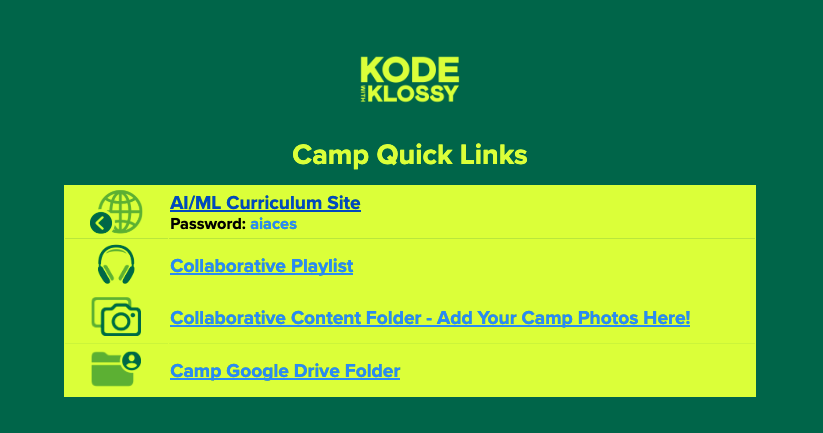 KODE
WITH KLOSSY
Camp Quick Links
AI/ML Curriculum Site
Password: aiaces
Collaborative Playlist
Collaborative Content Folder - Add Your Camp Photos Here!
Camp Google Drive Folder